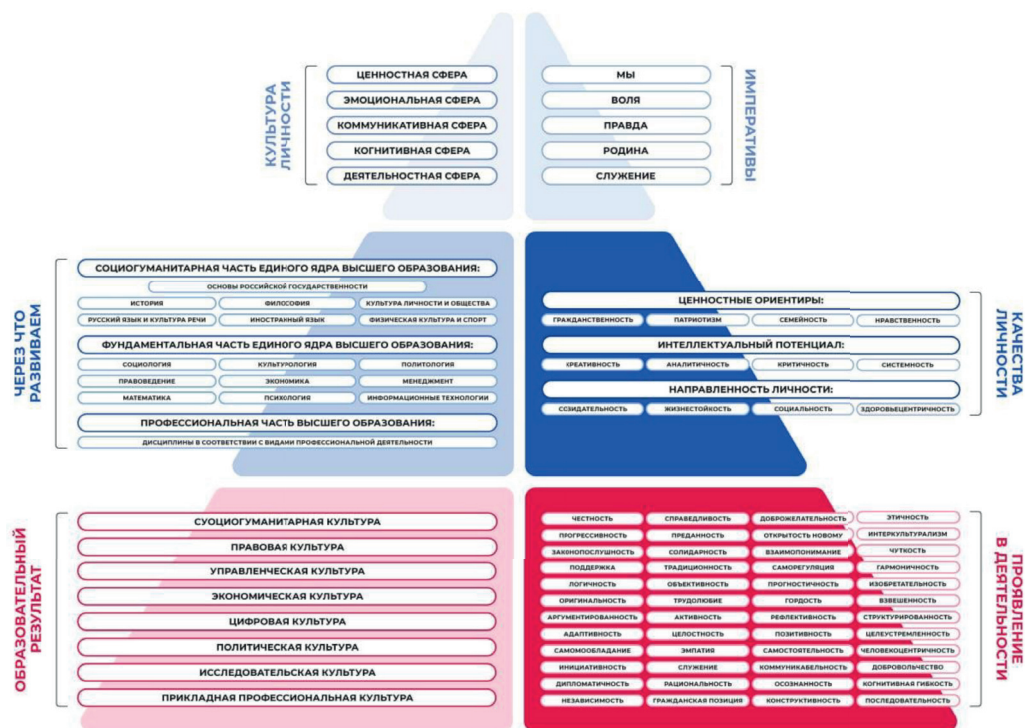 КУЛЬТУРА
ЛИЧНОСТИ
ЦЕННОСТНАЯ СФЕРА
ЭМОЦИОНАЛЬНАЯ СФЕРА
КОММУНИКАТИВНАЯ СФЕРА
КОГНИТИВНАЯ СФЕРА
ДЕЯТЕЛЬНОСТНАЯ СФЕРА
МЫ
ВОЛЯ
ПРАВДА
РОДИНА
СЛУЖЕНИЕ
ИМПЕРАТИВЫ
ЧЕРЕЗ ЧТО
РАЗВИВАЕМ
СОЦИОГУМАНИТАРНАЯ ЧАСТЬ ЕДИНОГО ЯДРА ВЫСШЕГО ОБРАЗОВАНИЯ:
ОСНОВЫ РОССИЙСКОЙ ГОСУДАРСТВЕННОСТИ
ИСТОРИЯ ФИЛОСОФИЯ КУЛЬТУРА ЛИЧНОСТИ И ОБЩЕСТВА
РУССКИЙ ЯЗЫК И КУЛЬТУРА РЕЧИ ИНОСТРАННЫЙ ЯЗЫК ФИЗИЧЕСКАЯ КУЛЬТУРА И СПОРТ
ФУНДАМЕНТАЛЬНАЯ ЧАСТЬ ЕДИНОГО ЯДРА ВЫСШЕГО ОБРАЗОВАНИЯ:
СОЦИОЛОГИЯ КУЛЬТУРОЛОГИЯ ПОЛИТОЛОГИЯ
ПРАВОВЕДЕНИЕ ЭКОНОМИКА МЕНЕДЖМЕНТ
МАТЕМАТИКА ПСИХОЛОГИЯ ИНФОРМАЦИОННЫЕ ТЕХНОЛОГИИ
ПРОФЕССИОНАЛЬНАЯ ЧАСТЬ ВЫСШЕГО ОБРАЗОВАНИЯ:
ДИСЦИПЛИНЫ В СООТВЕТСТВИИ С ВИДАМИ ПРОФЕССИОНАЛЬНОЙ ДЕЯТЕЛЬНОСТИ
ЦЕННОСТНЫЕ ОРИЕНТИРЫ:
ГРАЖДАНСТВЕННОСТЬ ПАТРИОТИЗМ СЕМЕЙНОСТЬ НРАВСТВЕННОСТЬ
ИНТЕЛЛЕКТУАЛЬНЫЙ ПОТЕНЦИАЛ:
КРЕАТИВНОСТЬ АНАЛИТИЧНОСТЬ КРИТИЧНОСТЬ СИСТЕМНОСТЬ
НАПРАВЛЕННОСТЬ ЛИЧНОСТИ:
СОЗИДАТЕЛЬНОСТЬ ЖИЗНЕСТОЙКОСТЬ СОЦИАЛЬНОСТЬ ЗДОРОВЬЕЦЕНТРИЧНОСТЬ
КАЧЕСТВА
ЛИЧНОСТИ
ОБРАЗОВАТЕЛЬНЫЙ
РЕЗУЛЬТАТ
СУОЦИОГУМАНИТАРНАЯ КУЛЬТУРА
ПРАВОВАЯ КУЛЬТУРА
УПРАВЛЕНЧЕСКАЯ КУЛЬТУРА
ЭКОНОМИЧЕСКАЯ КУЛЬТУРА
ЦИФРОВАЯ КУЛЬТУРА
ПОЛИТИЧЕСКАЯ КУЛЬТУРА
ИССЛЕДОВАТЕЛЬСКАЯ КУЛЬТУРА
ПРИКЛАДНАЯ ПРОФЕССИОНАЛЬНАЯ КУЛЬТУРА
ЧЕСТНОСТЬ СПРАВЕДЛИВОСТЬ ДОБРОЖЕЛАТЕЛЬНОСТЬ ЭТИЧНОСТЬ
ПРОГРЕССИВНОСТЬ ПРЕДАННОСТЬ ОТКРЫТОСТЬ НОВОМУ ИНТЕРКУЛЬТУРАЛИЗМ
ЗАКОНОПОСЛУШНОСТЬ СОЛИДАРНОСТЬ ВЗАИМОПОНИМАНИЕ ЧУТКОСТЬ
ПОДДЕРЖКА ТРАДИЦИОННОСТЬ САМОРЕГУЛЯЦИЯ ГАРМОНИЧНОСТЬ
ЛОГИЧНОСТЬ ОБЪЕКТИВНОСТЬ ПРОГНОСТИЧНОСТЬ ИЗОБРЕТАТЕЛЬНОСТЬ
ОРИГИНАЛЬНОСТЬ ТРУДОЛЮБИЕ ГОРДОСТЬ ВЗВЕШЕННОСТЬ
АРГУМЕНТИРОВАННОСТЬ АКТИВНОСТЬ РЕФЛЕКТИВНОСТЬ СТРУКТУРИРОВАННОСТЬ
АДАПТИВНОСТЬ ЦЕЛОСТНОСТЬ ПОЗИТИВНОСТЬ ЦЕЛЕУСТРЕМЛЕННОСТЬ
САМООБЛАДАНИЕ ЭМПАТИЯ САМОСТОЯТЕЛЬНОСТЬ ЧЕЛОВЕКОЦЕНТРИЧНОСТЬ
ИНИЦИАТИВНОСТЬ СЛУЖЕНИЕ КОММУНИКАБЕЛЬНОСТЬ ДОБРОВОЛЬЧЕСТВО
ДИПЛОМАТИЧНОСТЬ РАЦИОНАЛЬНОСТЬ ОСОЗНАННОСТЬ КОГНИТИВНАЯ ГИБКОСТЬ
НЕЗАВИСИМОСТЬ ГРАЖДАНСКАЯ ПОЗИЦИЯ КОНСТРУКТИВНОСТЬ ПОСЛЕДОВАТЕЛЬНОСТЬ
ПРОЯВЛЕНИЕ
В ДЕЯТЕЛЬНОСТИ